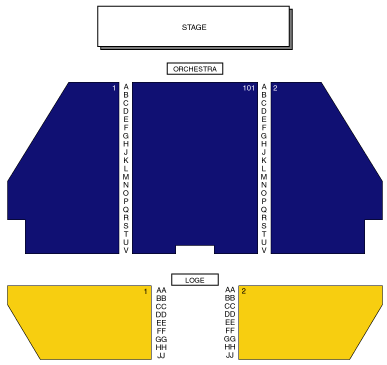 STAGE
ORCHESTRA
1 101 2
A A
B B
C C
D D
E E
F F
G G
H H
J J
K K
L L
M M
N N
O O
P P
Q Q
R R
S S
T T
U U
V V
LOGE
1 AA AA 2
BB BB
CC CC
DD DD
EE EE
FF FF
GG GG
HH HH
JJ JJ